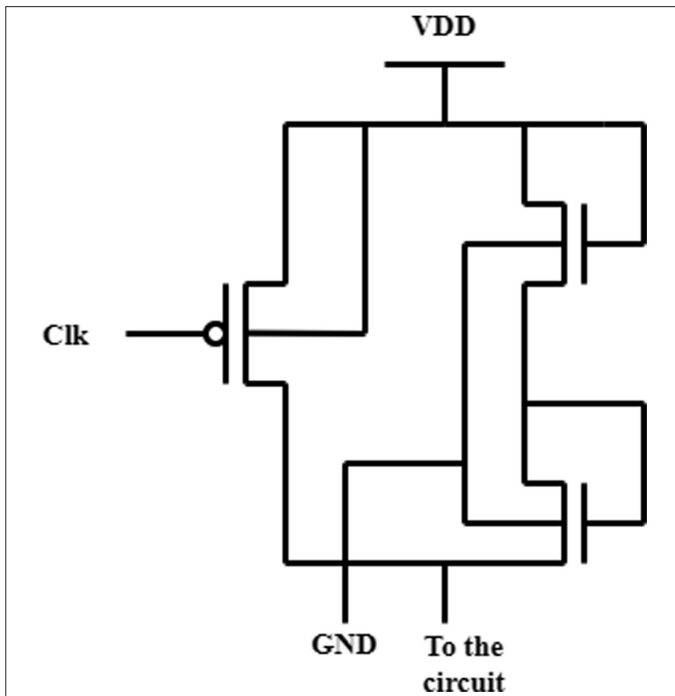 VDD
Clk
GND
To the
circuit